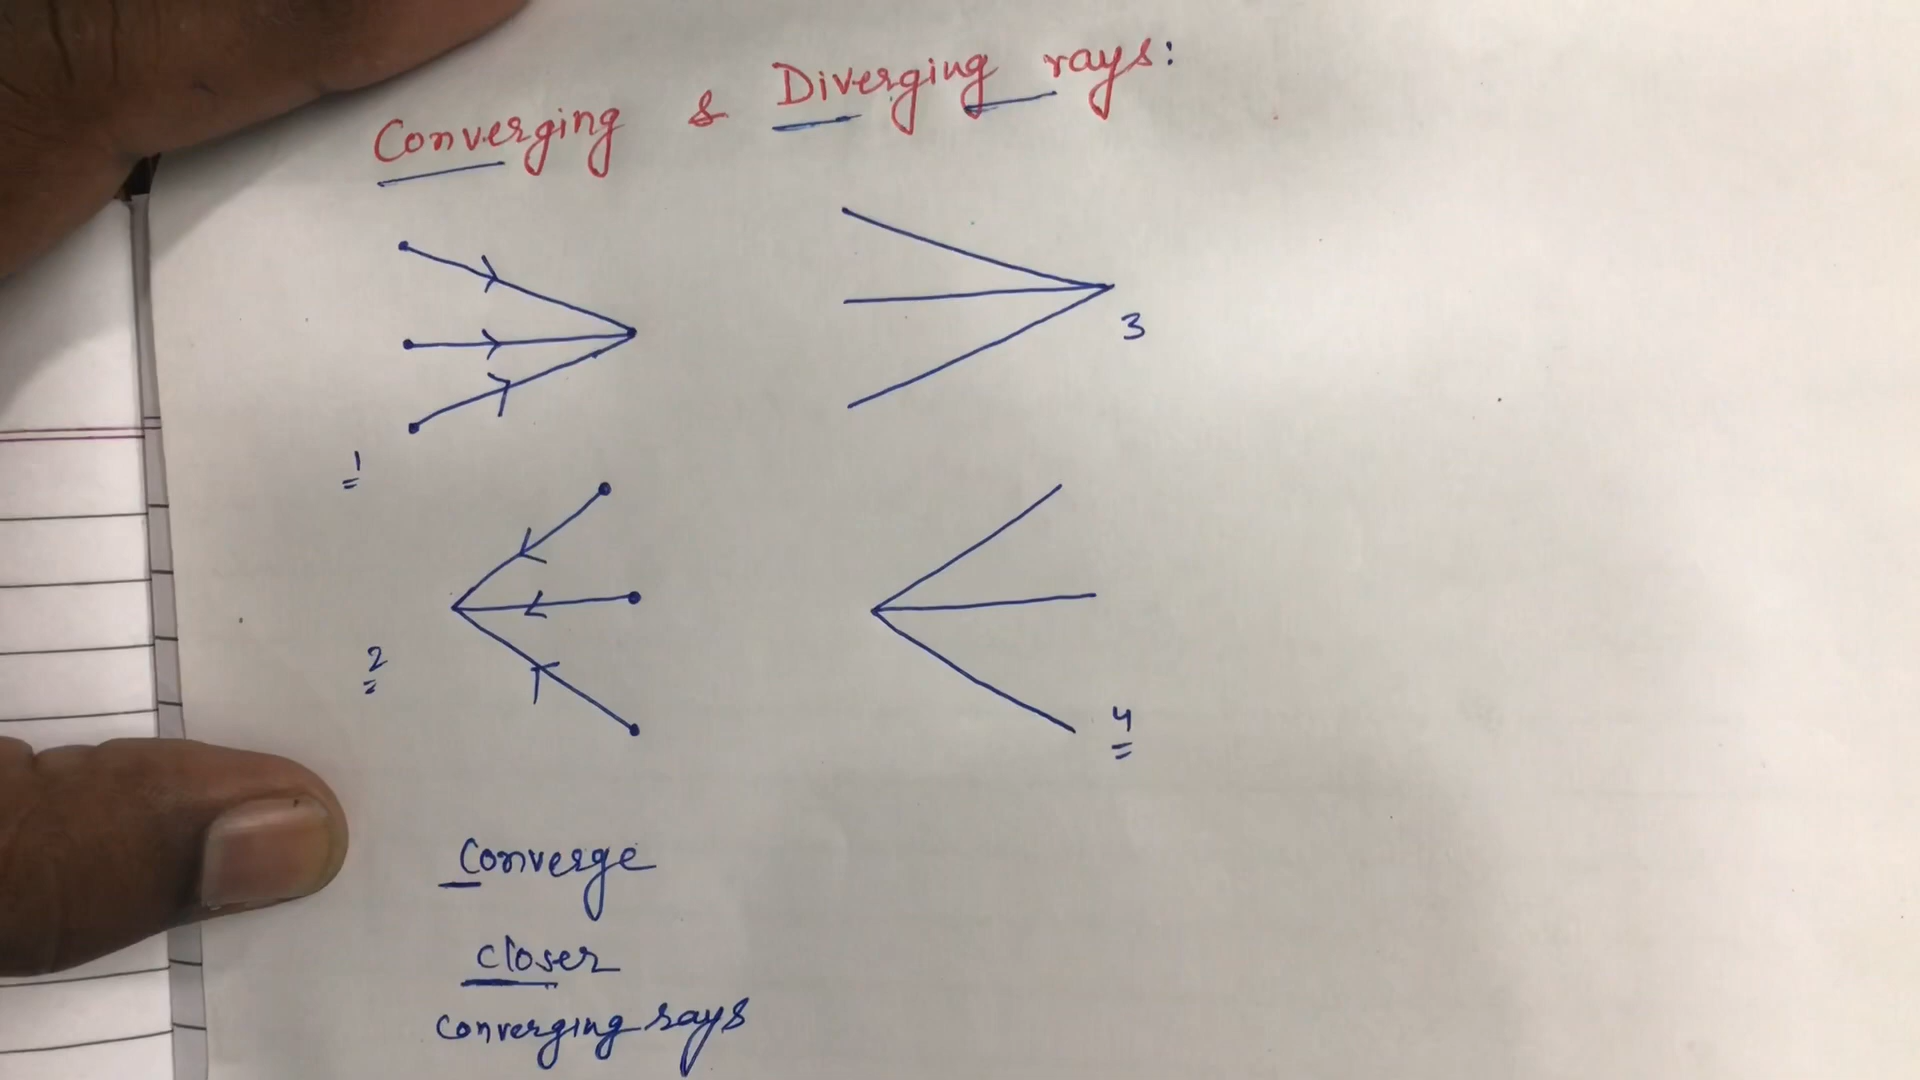 Converging & Diverging rays:
3
1
2
4
Converge
closer
converging rays